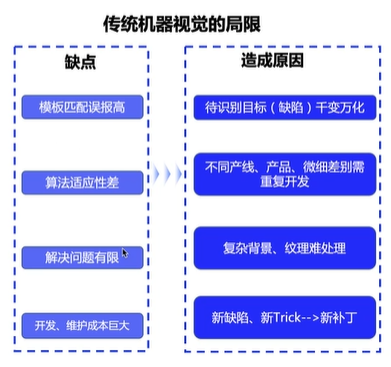 传统机器视觉的局限
缺点
造成原因
模板匹配误报高
待识别目标（缺陷）千变万化
算法适应性差
不同产线、产品、微细差别需
重复开发
解决问题有限
复杂背景、纹理难处理
开发、维护成本巨大
新缺陷、新Trick-->新补丁